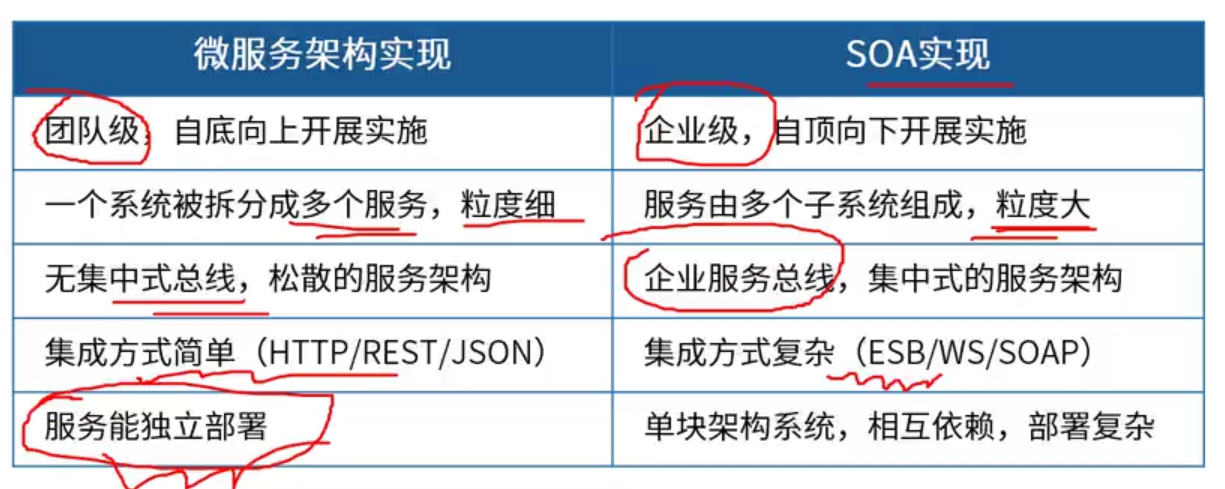 微服务架构实现
SOA实现
团队级，自底向上开展实施
企业级，自顶向下开展实施
一个系统被拆分成多个服务，粒度细
服务由多个子系统组成，粒度大
无集中式总线，松散的服务架构
企业服务总线，集中式的服务架构
集成方式简单（HTTP/REST/JSON）
集成方式复杂（ESB/WS/SOAP）
服务能独立部署
单块架构系统，相互依赖，部署复杂